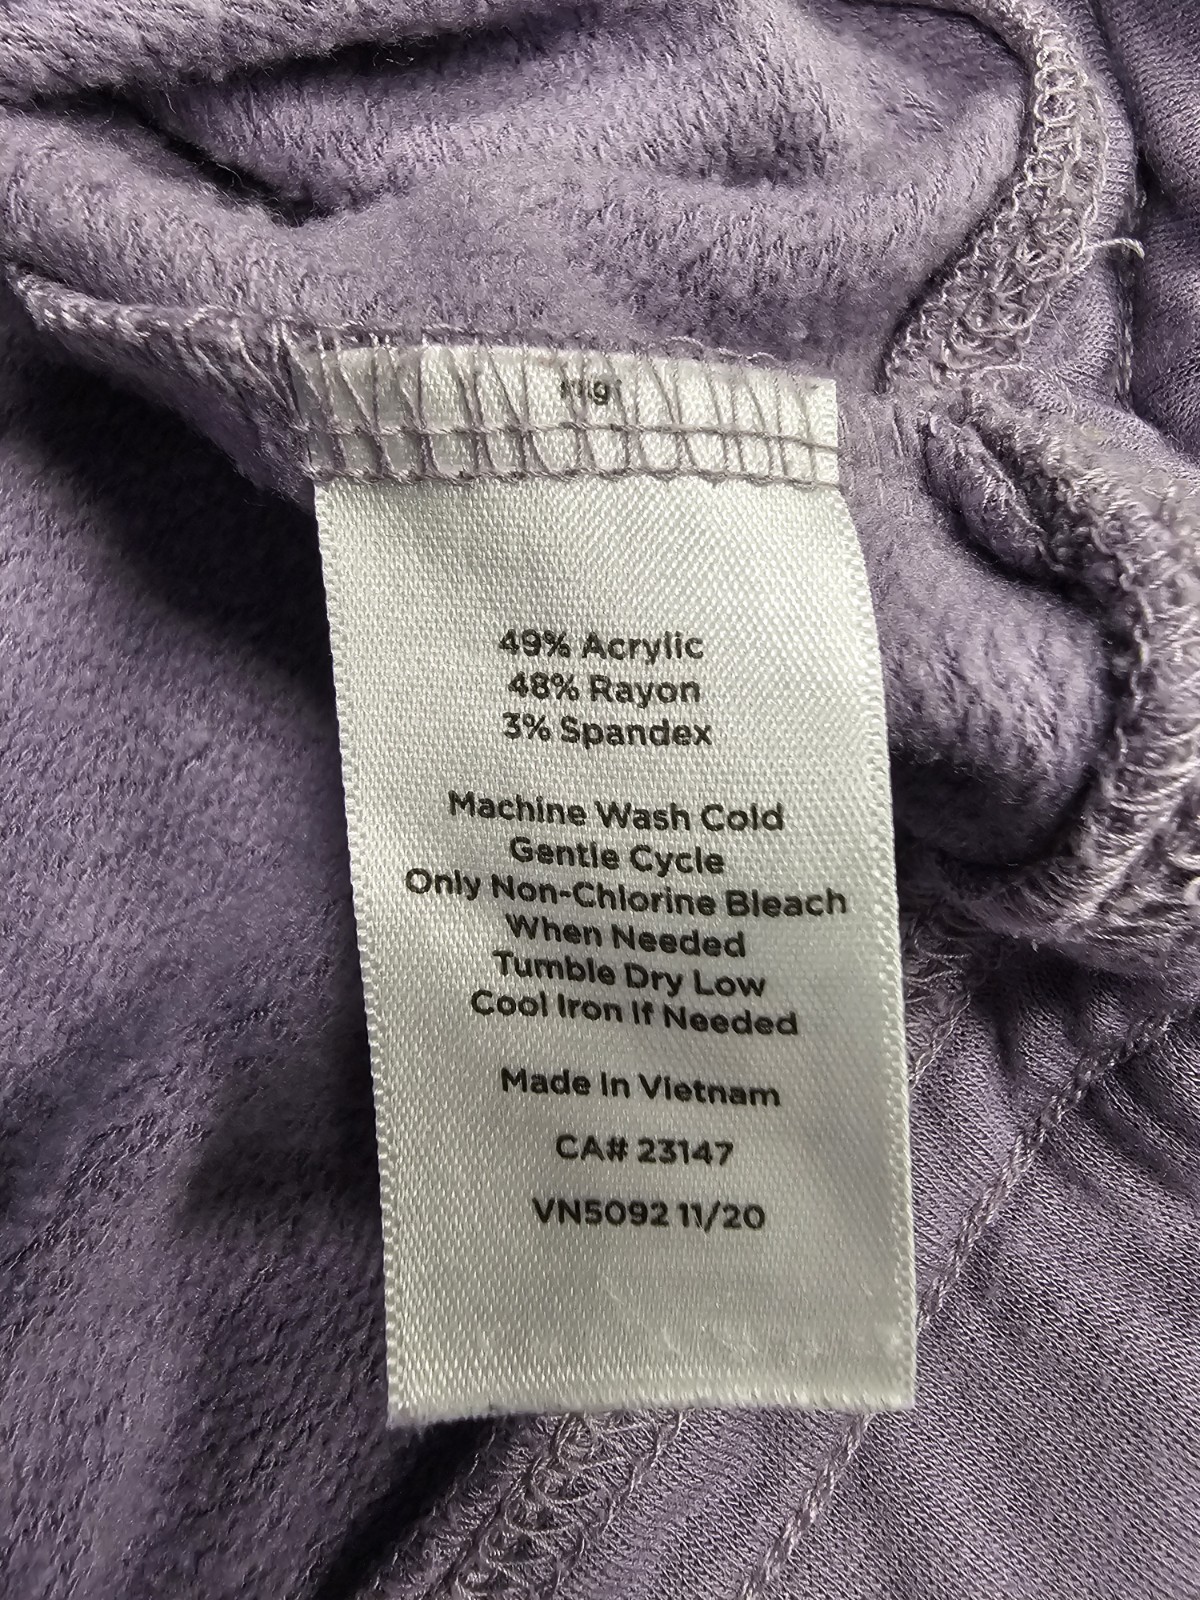 49% Acrylic
48% Rayon
3% Spandex
Machine Wash Cold
Gentle Cycle
Only Non-Chlorine Bleach
When Needed
Tumble Dry Low
Cool Iron If Needed
Made In Vietnam
CA# 23147
VN5092 11/20